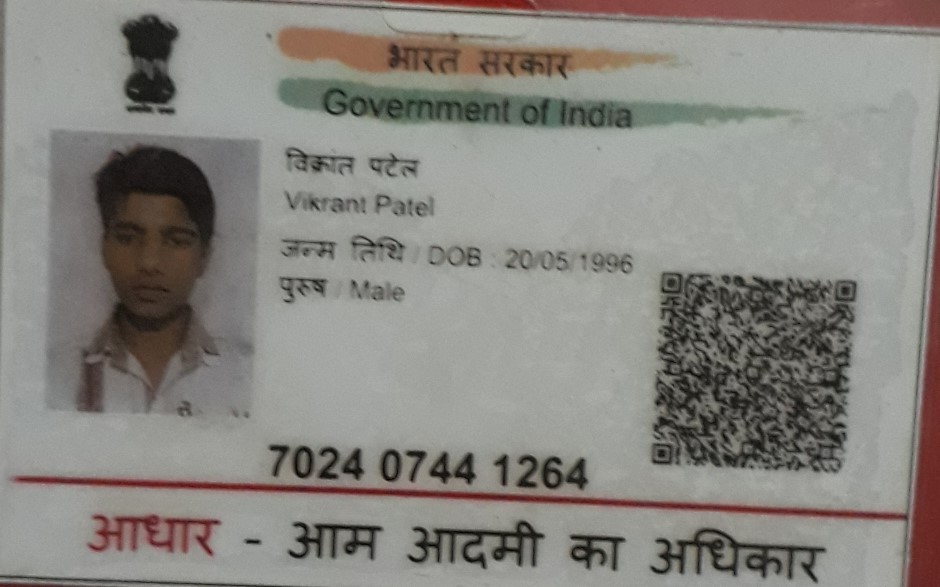 भारत सरकार
Government of India
विक्रांत पटेल
Vikrant Patel
जन्म तिथि / DOB : 20/05/1996
पुरुष / Male
7024 0744 1264
आधार - आम आदमी का अधिकार